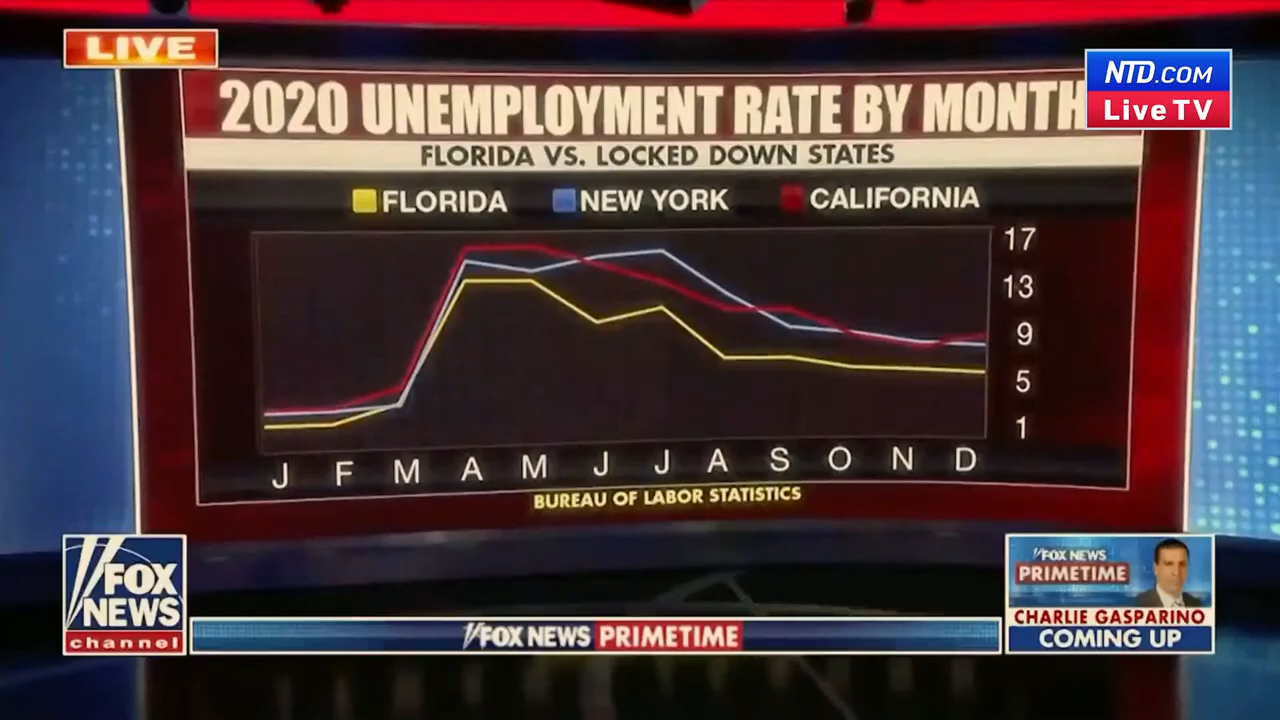 LIVE
NTD.COM
Live TV
2020 UNEMPLOYMENT RATE BY MONTH
FLORIDA VS. LOCKED DOWN STATES
FLORIDA NEW YORK CALIFORNIA
17
13
9
5
1
J F M A M J J A S O N D
BUREAU OF LABOR STATISTICS
FOX
NEWS
channel
FOX NEWS PRIMETIME
FOX NEWS
PRIMETIME
CHARLIE GASPARINO
COMING UP